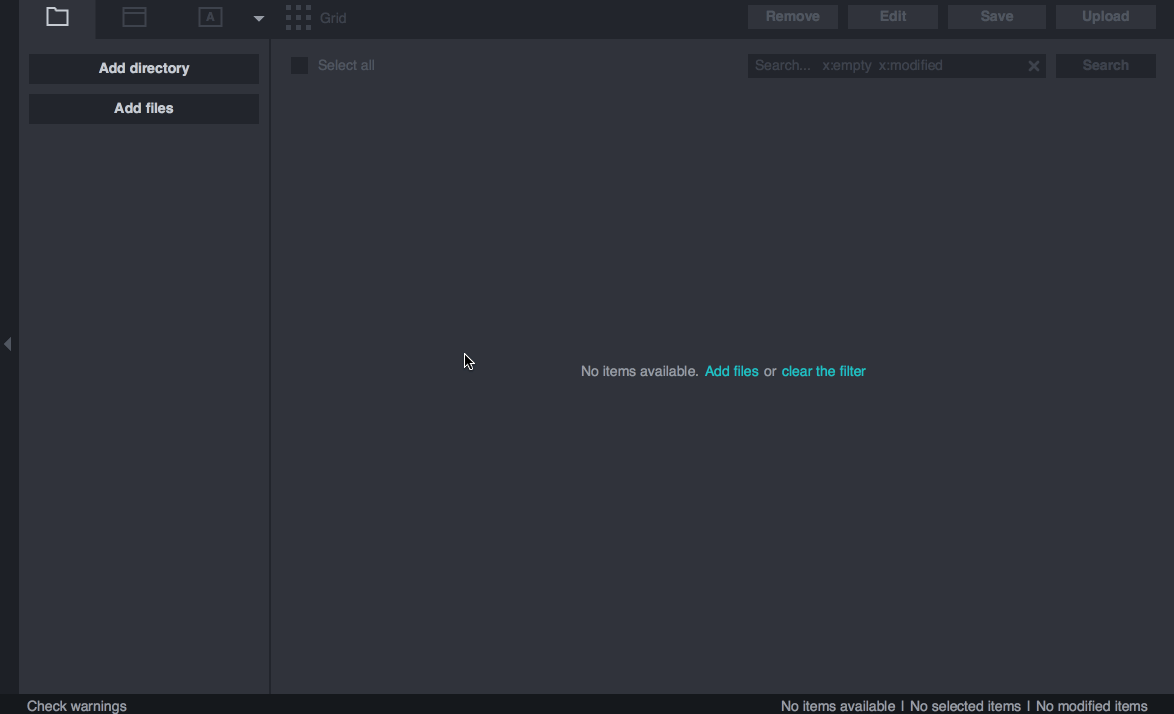 A Grid Remove Edit Save Upload
Add directory
Select all
Search... x:empty x:modified
Search
Add files
No items available. Add files or clear the filter
Check warnings
No items available | No selected items | No modified items